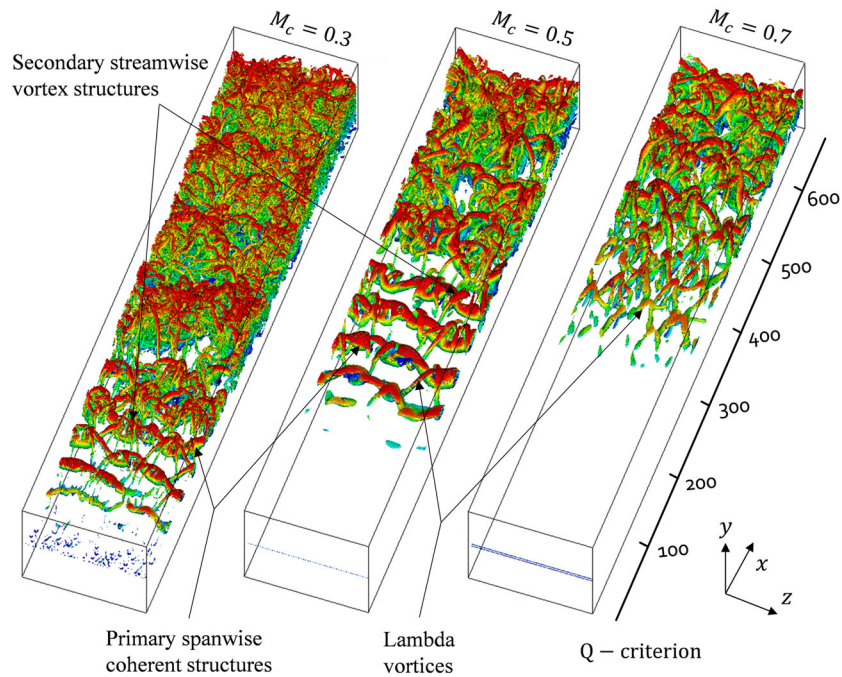 M_c = 0.3
M_c = 0.5
M_c = 0.7
Secondary streamwise
vortex structures
600
500
400
300
200
100
y
x
z
Primary spanwise
coherent structures
Lambda
vortices
Q − criterion